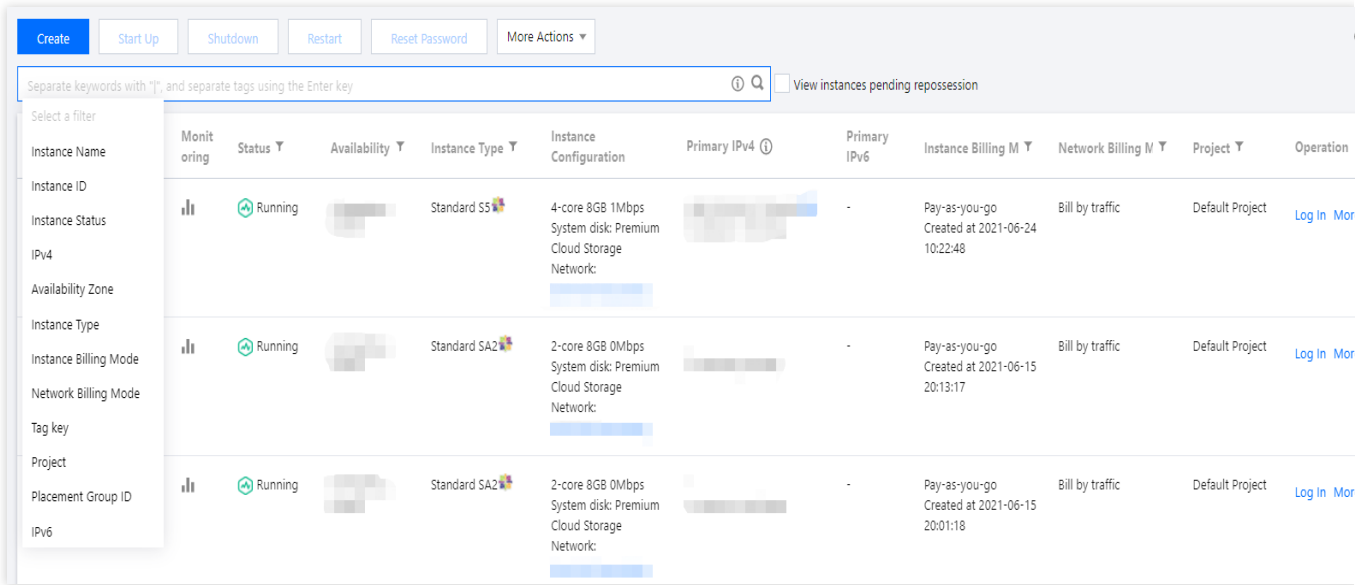 Create
Start Up
Shutdown
Restart
Reset Password
More Actions
Separate keywords with "|", and separate tags using the Enter key
View instances pending repossession
Select a filter
Instance Name
Instance ID
Instance Status
IPv4
Availability Zone
Instance Type
Instance Billing Mode
Network Billing Mode
Tag key
Project
Placement Group ID
IPv6
Monit
oring
Status
Availability
Instance Type
Instance
Configuration
Primary IPv4
Primary
IPv6
Instance Billing M
Network Billing M
Project
Operation
Running
Standard S5
4-core 8GB 1Mbps
System disk: Premium
Cloud Storage
Network:
-
Pay-as-you-go
Created at 2021-06-24
10:22:48
Bill by traffic
Default Project
Log In Mor
Running
Standard SA2
2-core 8GB 0Mbps
System disk: Premium
Cloud Storage
Network:
-
Pay-as-you-go
Created at 2021-06-15
20:13:17
Bill by traffic
Default Project
Log In Mor
Running
Standard SA2
2-core 8GB 0Mbps
System disk: Premium
Cloud Storage
Network:
-
Pay-as-you-go
Created at 2021-06-15
20:01:18
Bill by traffic
Default Project
Log In Mor